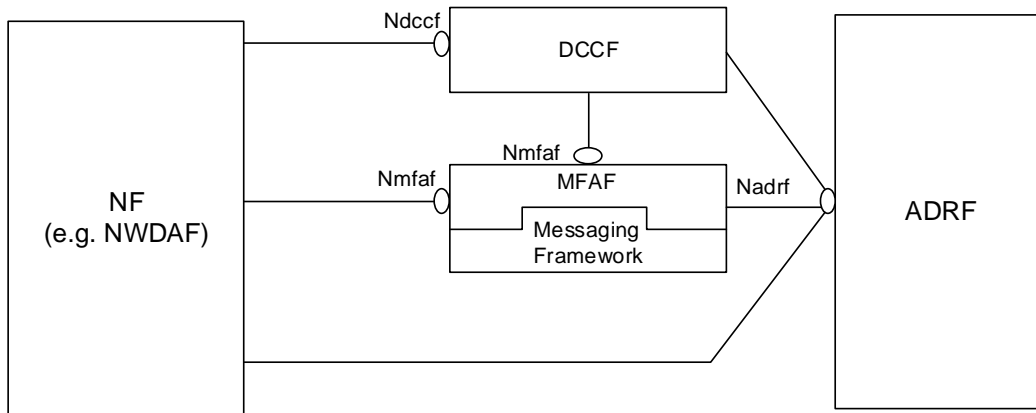 Ndccf
DCCF
Nmfaf
Nmfaf
MFAF
Nadrf
NF
(e.g. NWDAF)
Messaging
Framework
ADRF